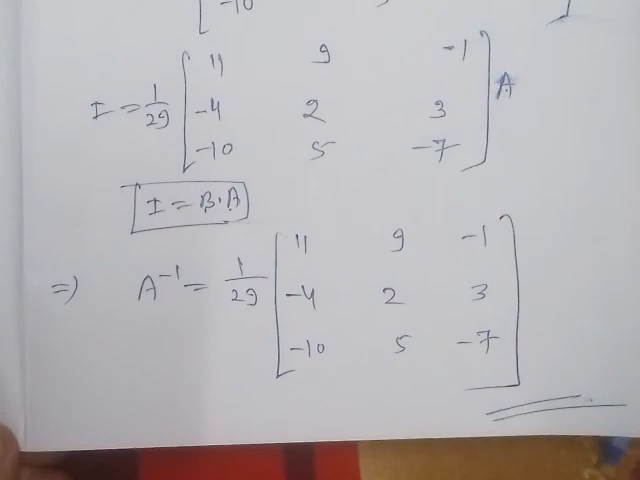 -10
11 9 -1
I = 1/29 -4 2 3 A
-10 5 -7
I = B.A
11 9 -1
=> A^-1 = 1/29 -4 2 3
-10 5 -7